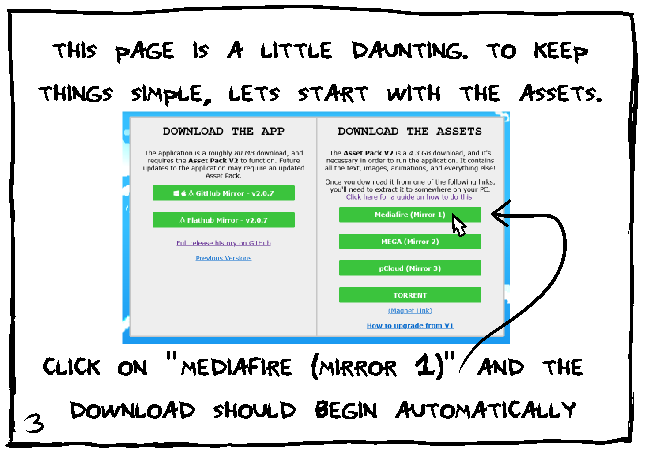 THIS PAGE IS A LITTLE DAUNTING. TO KEEP
THINGS SIMPLE, LETS START WITH THE ASSETS.
DOWNLOAD THE APP
The application is a roughly 80 MB download, and
requires the Asset Pack V2 to function. Future
updates to the application may require an updated
Asset Pack.
GitHub Mirror - v2.0.7
Flathub Mirror - v2.0.7
Full release history on GitHub
Previous Versions
DOWNLOAD THE ASSETS
The Asset Pack V2 is a 4.3 GB download, and it's
necessary in order to run the application. It contains
all the text, images, animations, and everything else!
Once you download it from one of the following links,
you'll need to extract it to somewhere on your PC.
Click here for a guide on how to do this.
Mediafire (Mirror 1)
MEGA (Mirror 2)
pCloud (Mirror 3)
TORRENT
(Magnet Link)
How to upgrade from V1
CLICK ON "MEDIAFIRE (MIRROR 1)" AND THE
DOWNLOAD SHOULD BEGIN AUTOMATICALLY
3